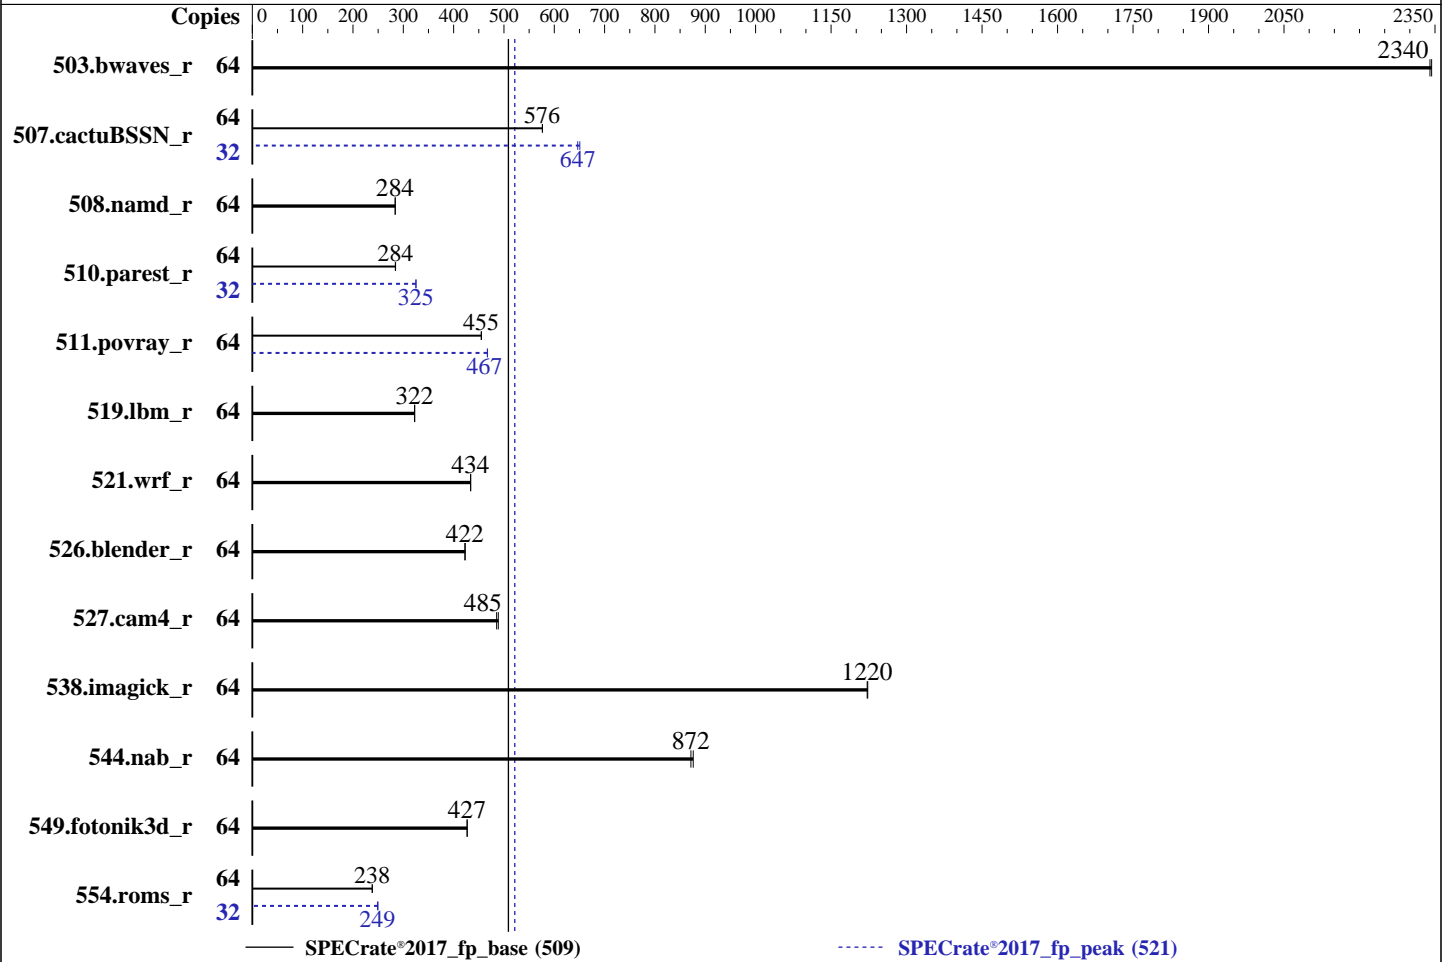 Copies 0 100 200 300 400 500 600 700 800 900 1000 1150 1300 1450 1600 1750 1900 2050 2350
503.bwaves_r 64 2340
507.cactuBSSN_r 64 576
32 647
508.namd_r 64 284
510.parest_r 64 284
32 325
511.povray_r 64 455
467
519.lbm_r 64 322
521.wrf_r 64 434
526.blender_r 64 422
527.cam4_r 64 485
538.imagick_r 64 1220
544.nab_r 64 872
549.fotonik3d_r 64 427
554.roms_r 64 238
32 249
SPECrate®2017_fp_base (509) SPECrate®2017_fp_peak (521)